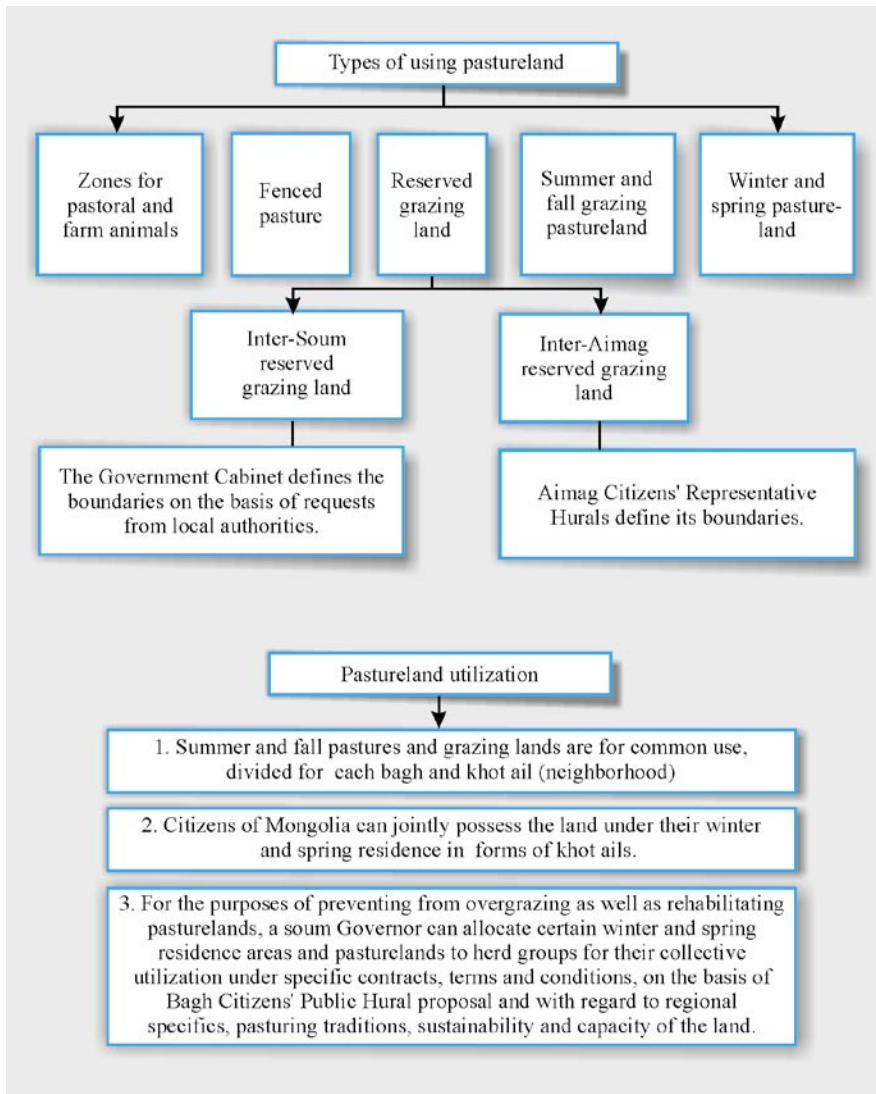 Types of using pastureland
Zones for
pastoral and
farm animals
Fenced
pasture
Reserved
grazing
land
Summer and
fall grazing
pastureland
Winter and
spring pasture-
land
Inter-Soum
reserved
grazing land
Inter-Aimag
reserved grazing
land
The Government Cabinet defines the
boundaries on the basis of requests
from local authorities.
Aimag Citizens' Representative
Hurals define its boundaries.
Pastureland utilization
1. Summer and fall pastures and grazing lands are for common use,
divided for each bagh and khot ail (neighborhood)
2. Citizens of Mongolia can jointly possess the land under their winter
and spring residence in forms of khot ails.
3. For the purposes of preventing from overgrazing as well as rehabilitating
pasturelands, a soum Governor can allocate certain winter and spring
residence areas and pasturelands to herd groups for their collective
utilization under specific contracts, terms and conditions, on the basis of
Bagh Citizens' Public Hural proposal and with regard to regional
specifics, pasturing traditions, sustainability and capacity of the land.